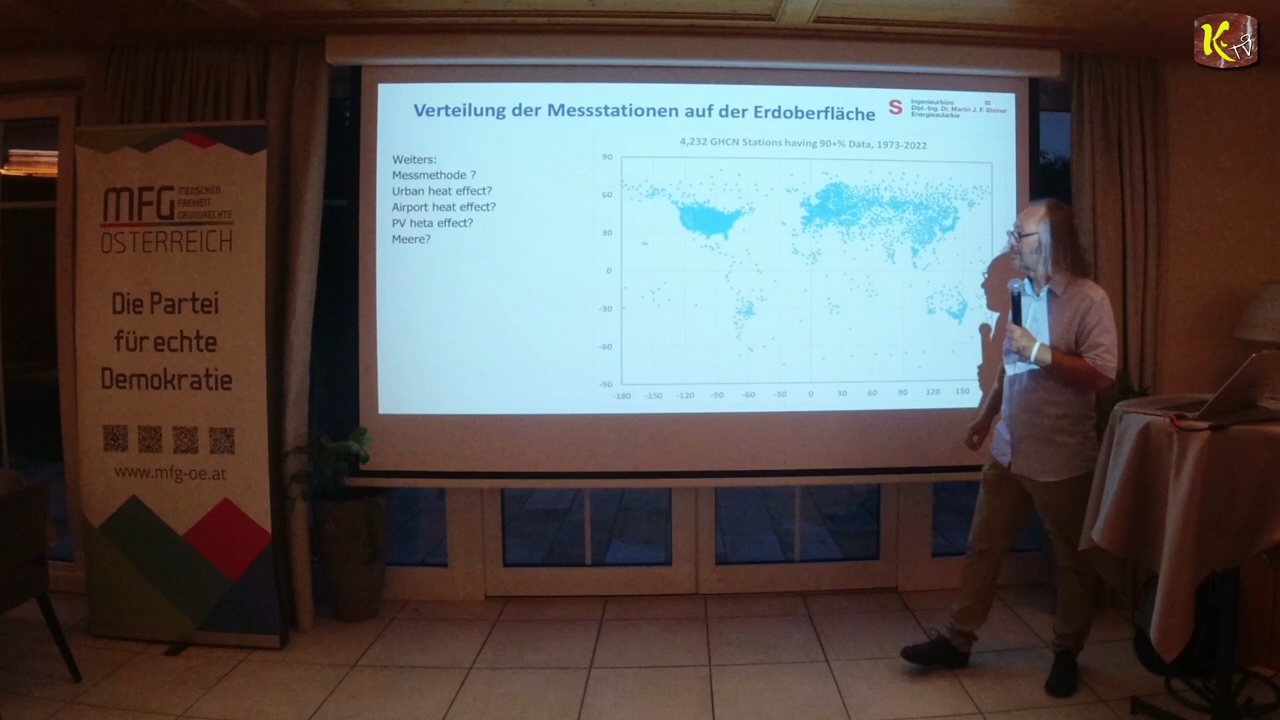 K TV
Verteilung der Messstationen auf der Erdoberfläche
S
Ingenieurbüro
Dipl.-Ing. Dr. Martin J. F. Steiner
Energieautarkie
4,232 GHCN Stations having 90+% Data, 1973-2022
Weiters:
Messmethode ?
Urban heat effect?
Airport heat effect?
PV heta effect?
Meere?
90
60
30
0
-30
-60
-90
-180 -150 -120 -90 -60 -30 0 30 60 90 120 150
MFG
MENSCHEN
FREIHEIT
GRUNDRECHTE
ÖSTERREICH
Die Partei
für echte
Demokratie
www.mfg-oe.at